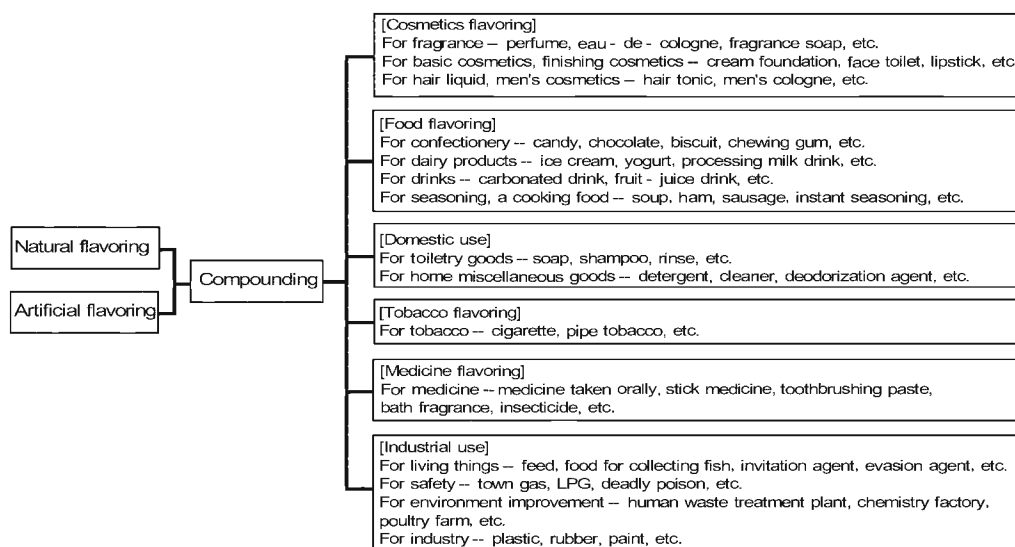 Natural flavoring
Artificial flavoring
Compounding
[Cosmetics flavoring]
For fragrance -- perfume, eau - de - cologne, fragrance soap, etc.
For basic cosmetics, finishing cosmetics -- cream foundation, face toilet, lipstick, etc
For hair liquid, men's cosmetics -- hair tonic, men's cologne, etc.
[Food flavoring]
For confectionery -- candy, chocolate, biscuit, chewing gum, etc.
For dairy products -- ice cream, yogurt, processing milk drink, etc.
For drinks -- carbonated drink, fruit - juice drink, etc.
For seasoning, a cooking food -- soup, ham, sausage, instant seasoning, etc.
[Domestic use]
For toiletry goods -- soap, shampoo, rinse, etc.
For home miscellaneous goods -- detergent, cleaner, deodorization agent, etc.
[Tobacco flavoring]
For tobacco -- cigarette, pipe tobacco, etc.
[Medicine flavoring]
For medicine -- medicine taken orally, stick medicine, toothbrushing paste,
bath fragrance, insecticide, etc.
[Industrial use]
For living things -- feed, food for collecting fish, invitation agent, evasion agent, etc.
For safety -- town gas, LPG, deadly poison, etc.
For environment improvement -- human waste treatment plant, chemistry factory,
poultry farm, etc.
For industry -- plastic, rubber, paint, etc.